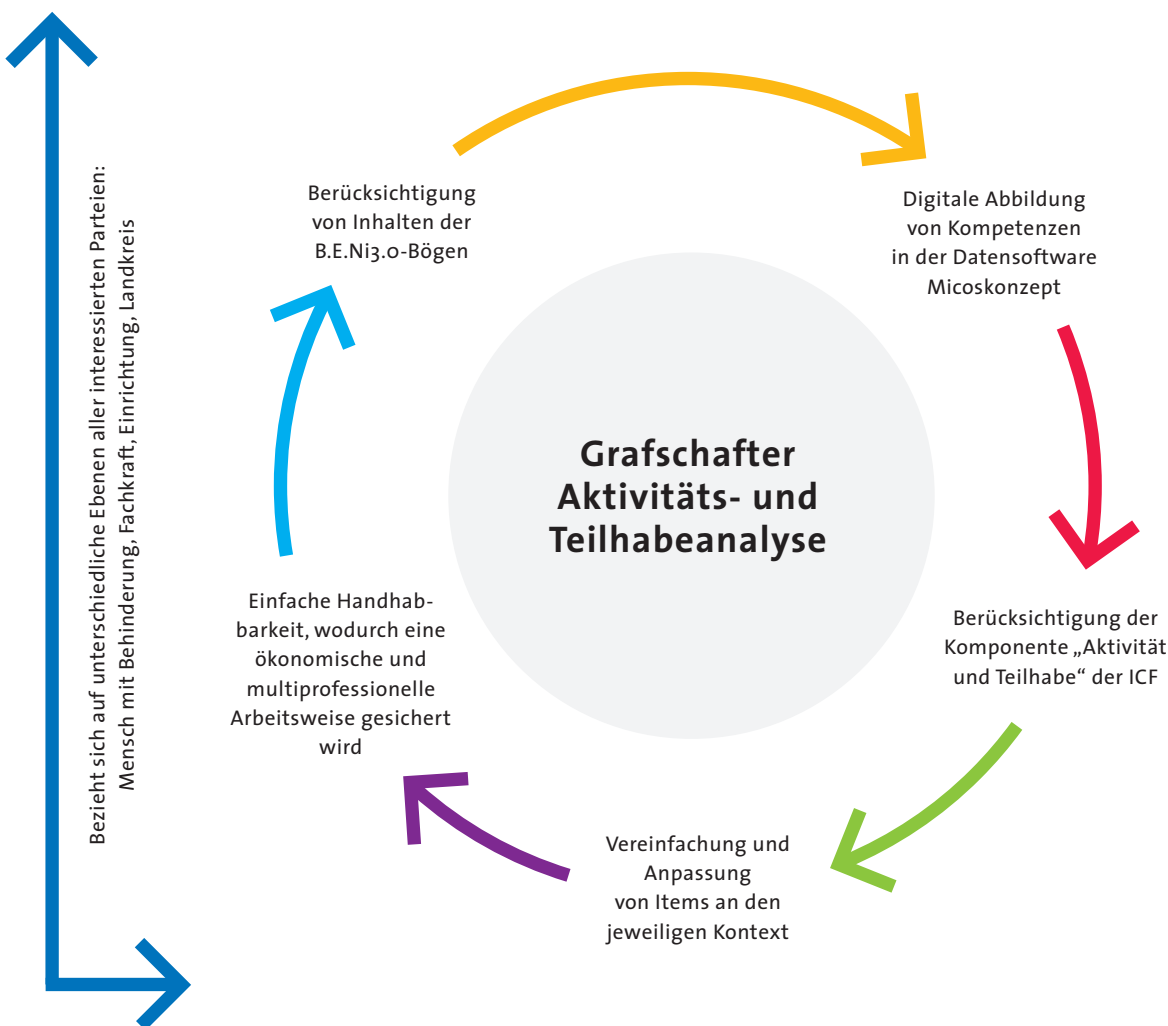 Bezieht sich auf unterschiedliche Ebenen aller interessierten Parteien:
Mensch mit Behinderung, Fachkraft, Einrichtung, Landkreis
Berücksichtigung
von Inhalten der
B.E.Ni3.0-Bögen
Digitale Abbildung
von Kompetenzen
in der Datensoftware
Micoskonzept
Grafschafter
Aktivitäts- und
Teilhabeanalyse
Berücksichtigung der
Komponente „Aktivität
und Teilhabe“ der ICF
Vereinfachung und
Anpassung
von Items an den
jeweiligen Kontext
Einfache Handhab-
barkeit, wodurch eine
ökonomische und
multiprofessionelle
Arbeitsweise gesichert
wird